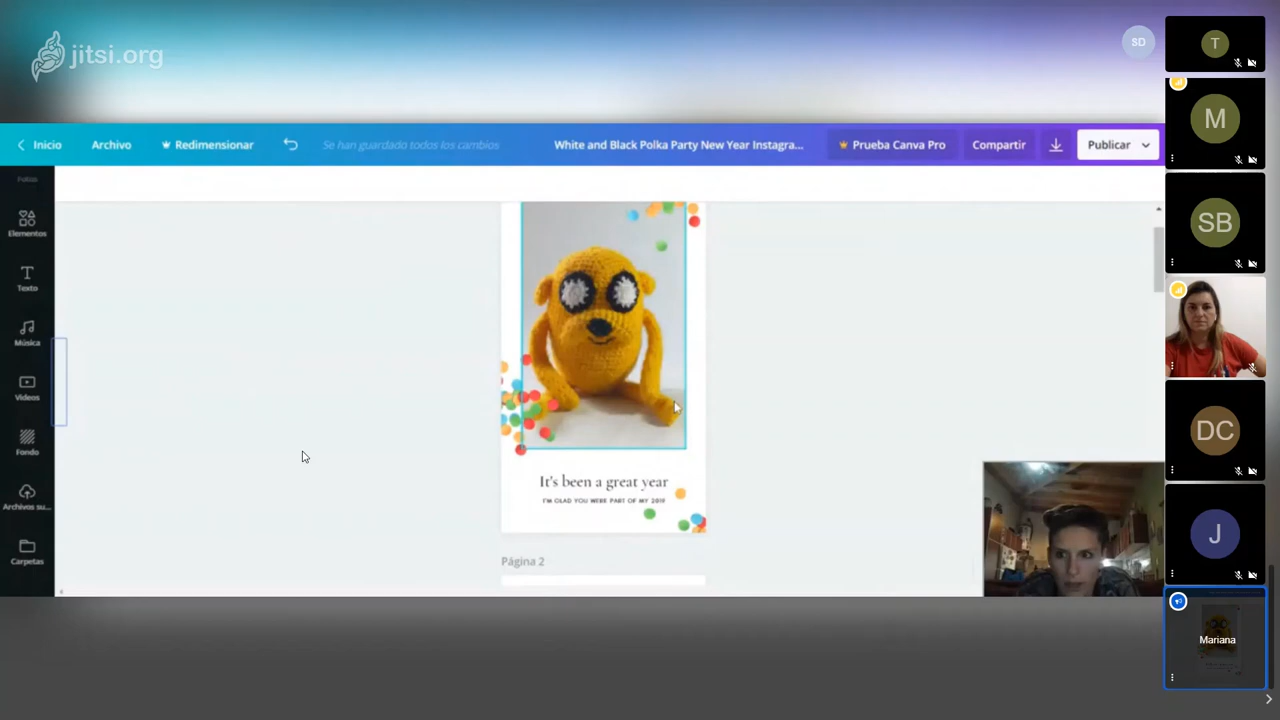 jitsi.org
SD
T
Inicio
Archivo
Redimensionar
Se han guardado todos los cambios
White and Black Polka Party New Year Instagra...
Prueba Canva Pro
Compartir
Publicar
M
Elementos
Texto
Música
Videos
Fondo
Archivos su...
Carpetas
SB
It's been a great year
I'M GLAD YOU WERE PART OF MY 2019
Página 2
DC
J
Mariana